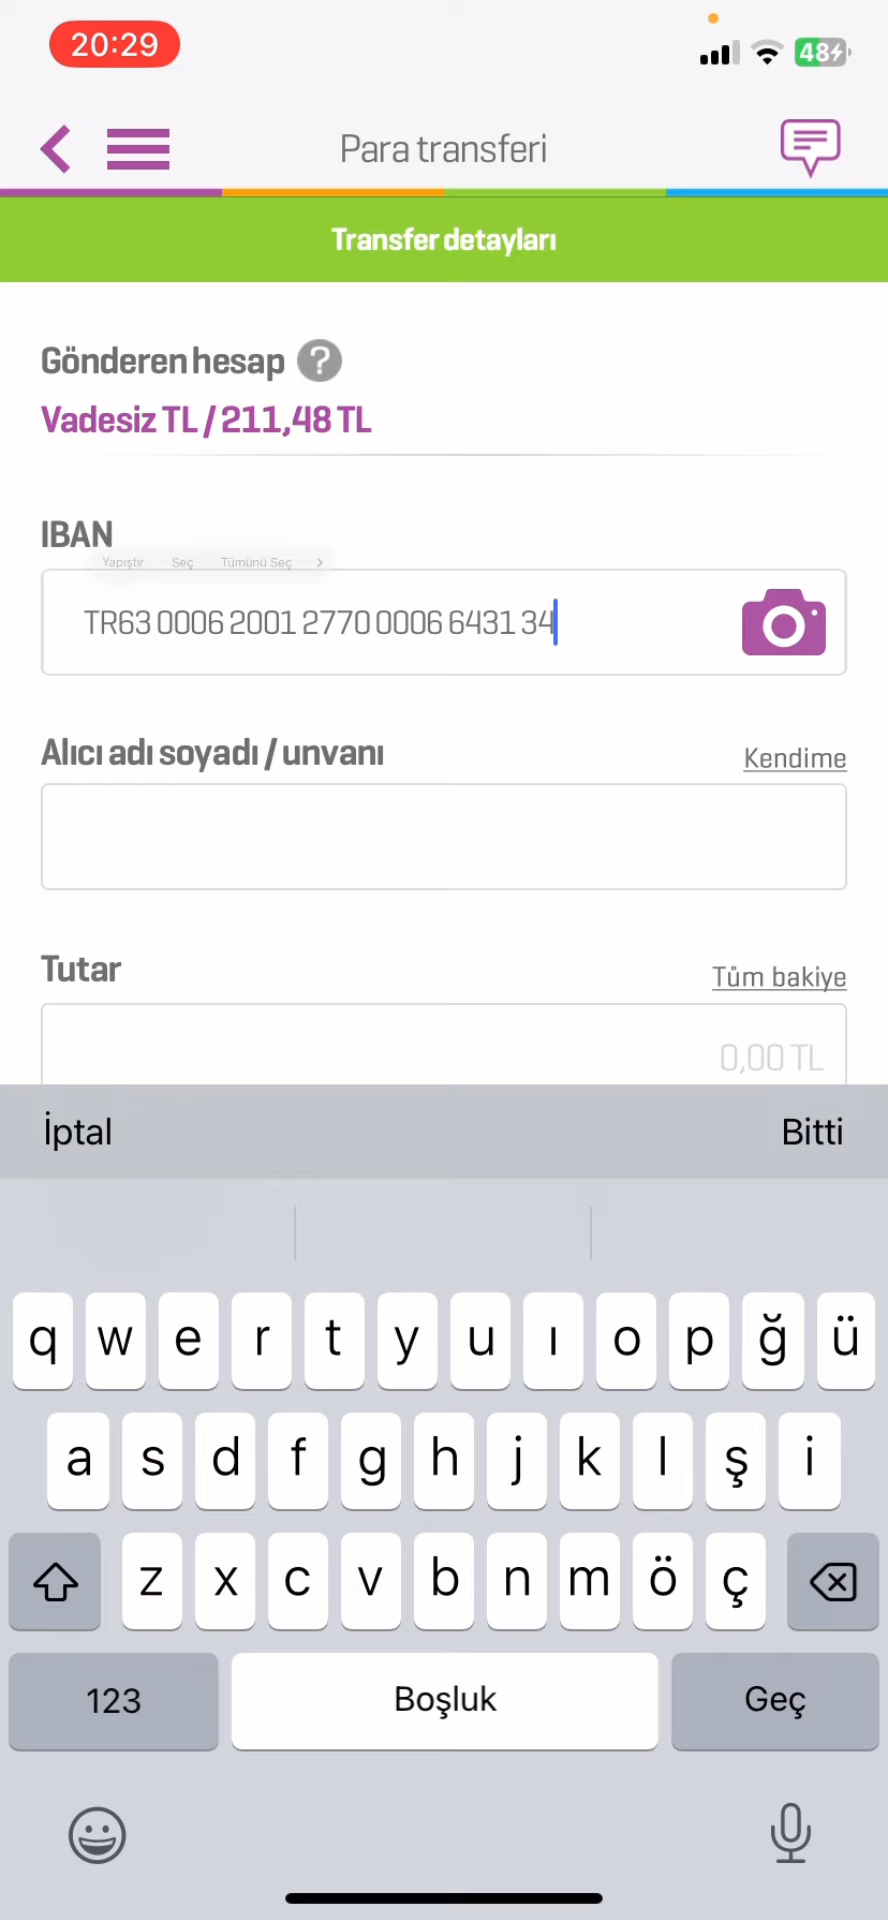 20:29
48
Para transferi
Transfer detayları
Gönderen hesap ?
Vadesiz TL / 211,48 TL
IBAN
Yapıştır Seç Tümünü Seç >
TR63 0006 2001 2770 0006 6431 34
Alıcı adı soyadı / unvanı Kendime
Tutar Tüm bakiye
0,00 TL
İptal Bitti
q w e r t y u ı o p ğ ü
a s d f g h j k l ş i
z x c v b n m ö ç
123 Boşluk Geç